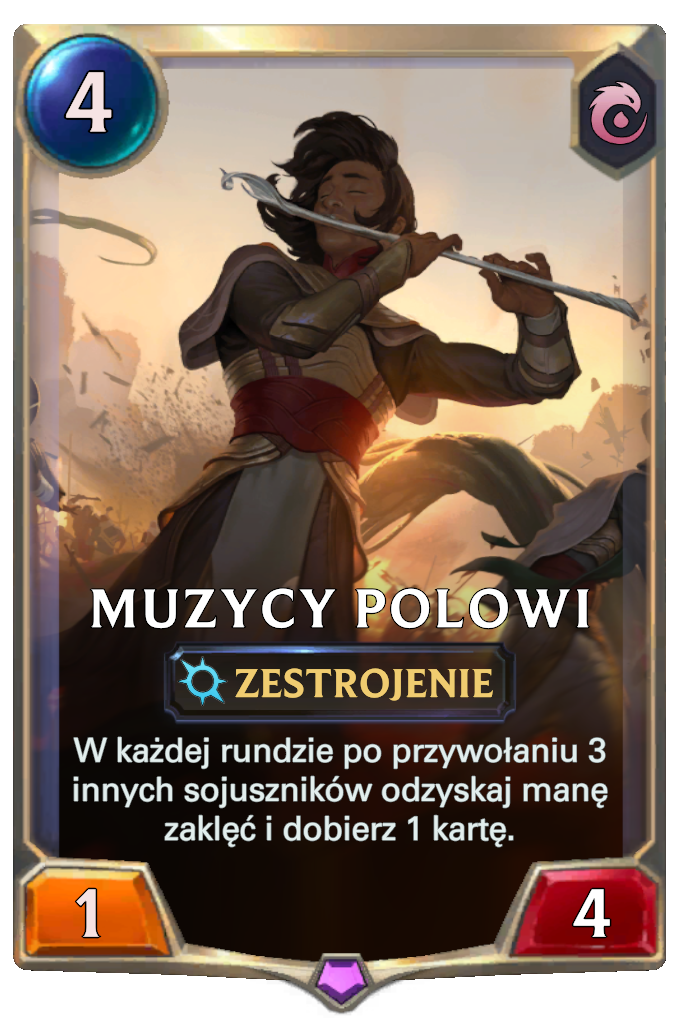 4
MUZYCY POLOWI
ZESTROJENIE
W każdej rundzie po przywołaniu 3
innych sojuszników odzyskaj manę
zaklęć i dobierz 1 kartę.
1
4